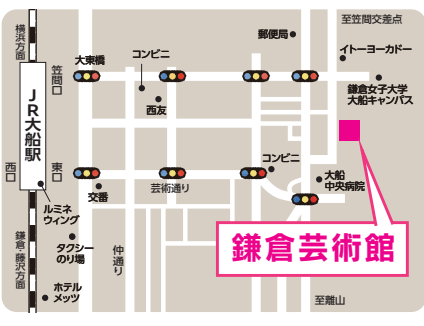 至笠間交差点
郵便局
横浜方面
コンビニ
大東橋
イトーヨーカドー
笠間口
西友
鎌倉女子大学
大船キャンパス
JR大船駅
西口
東口
コンビニ
芸術通り
大船
中央病院
交番
ルミネ
ウィング
鎌倉芸術館
タクシー
のり場
仲通り
鎌倉・藤沢方面
ホテル
メッツ
至離山